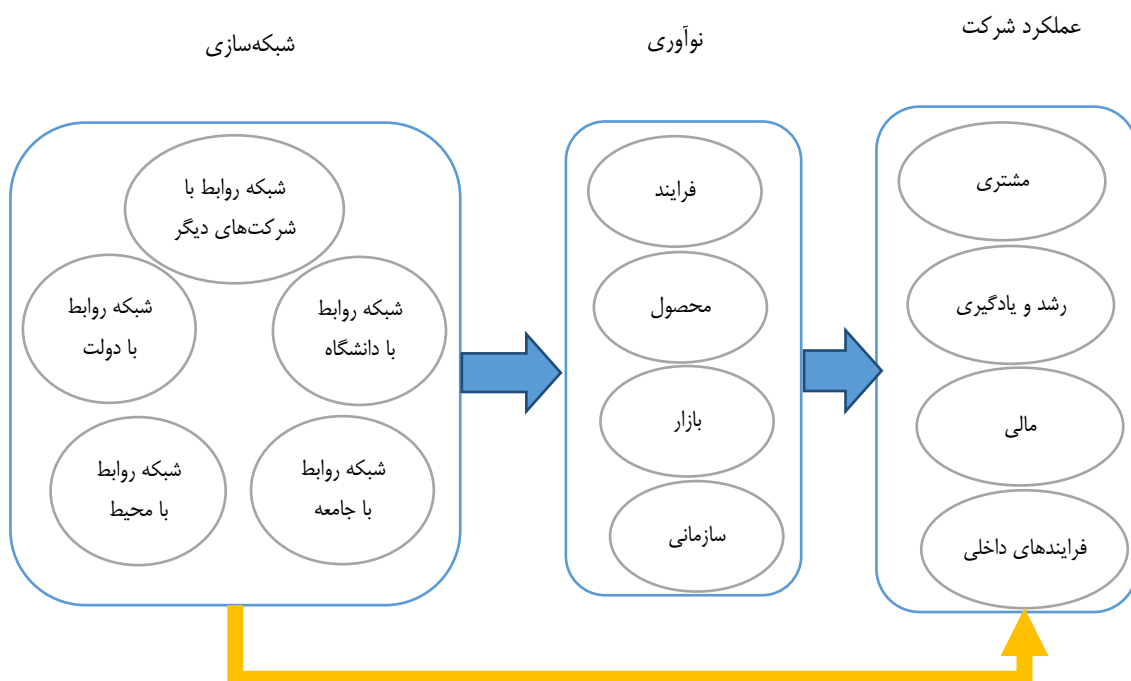 شبکه‌سازی
نوآوری
عملکرد شرکت
شبکه روابط با
شرکت‌های دیگر
شبکه روابط
با دولت
شبکه روابط
با دانشگاه
شبکه روابط
با محیط
شبکه روابط
با جامعه
فرایند
محصول
بازار
سازمانی
مشتری
رشد و یادگیری
مالی
فرایندهای داخلی